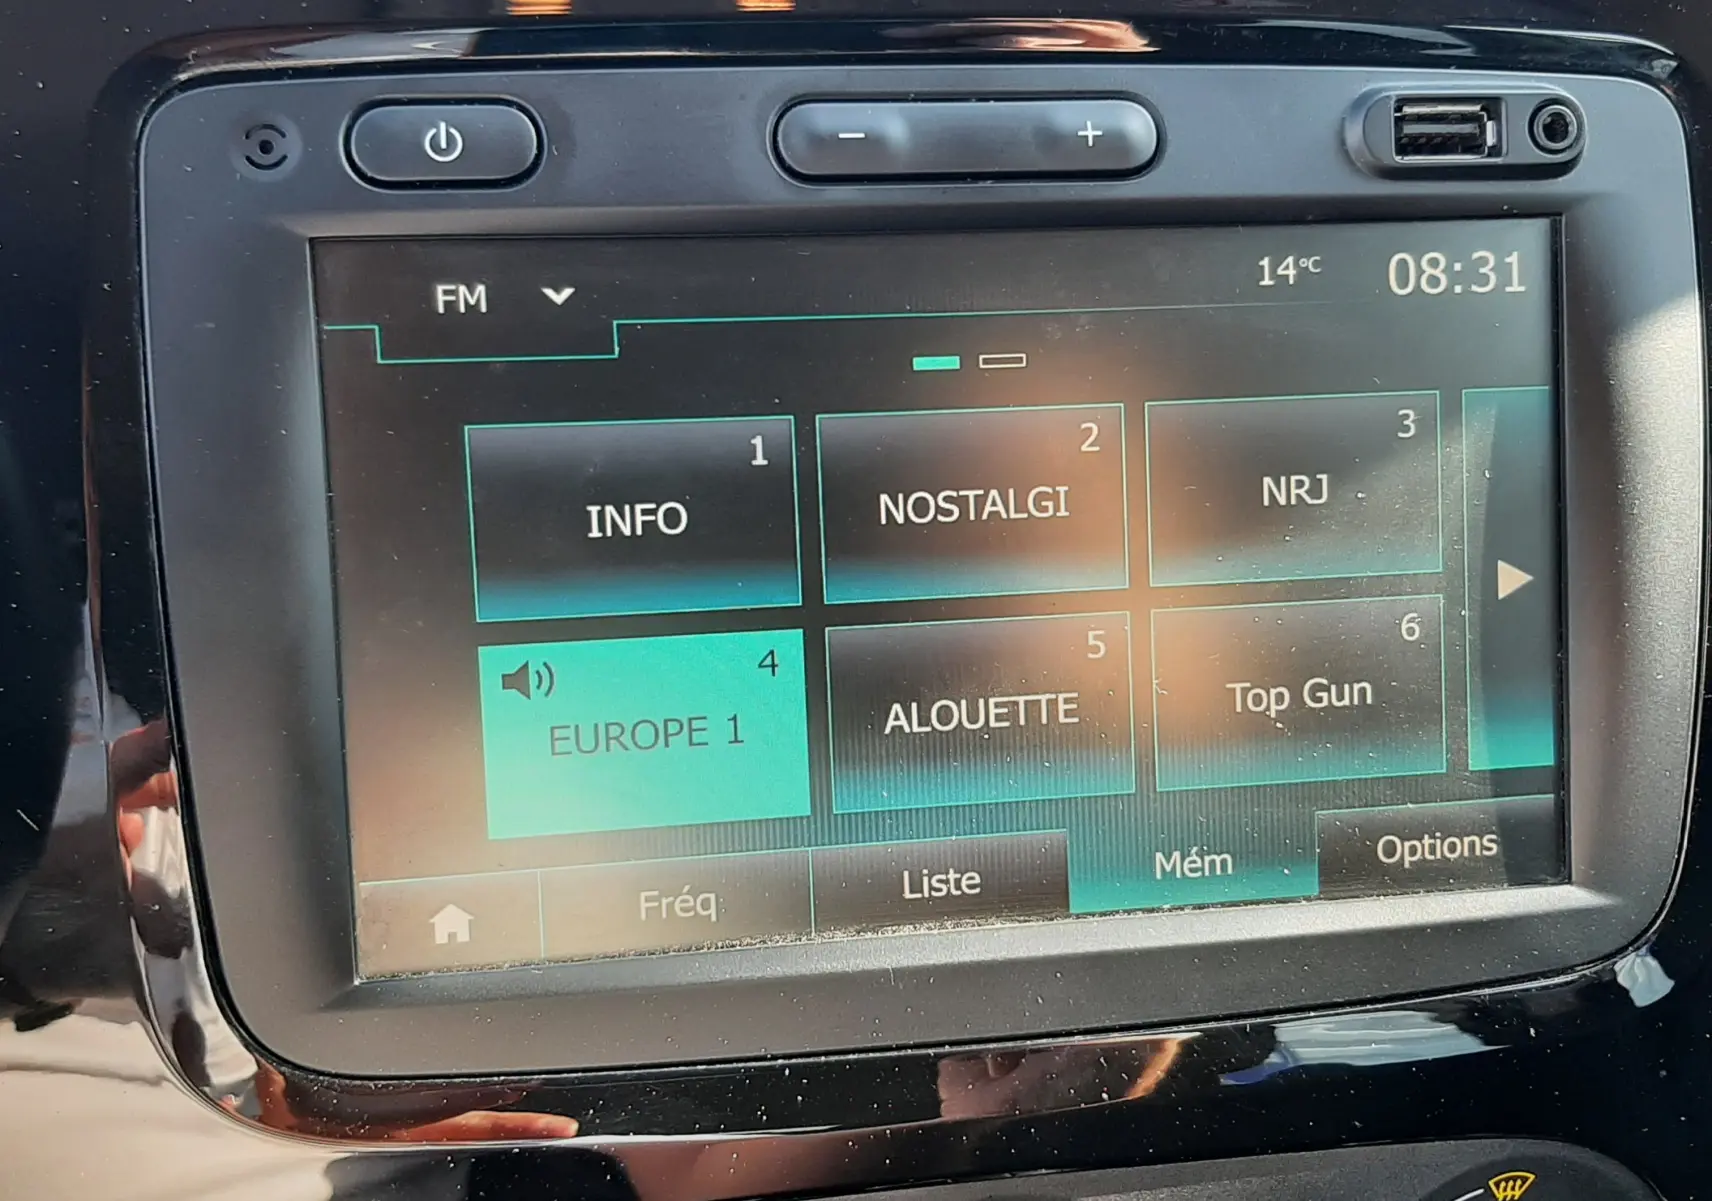 FM
14°C
08:31
1
INFO
2
NOSTALGI
3
NRJ
4
EUROPE 1
5
ALOUETTE
6
Top Gun
Fréq
Liste
Mém
Options